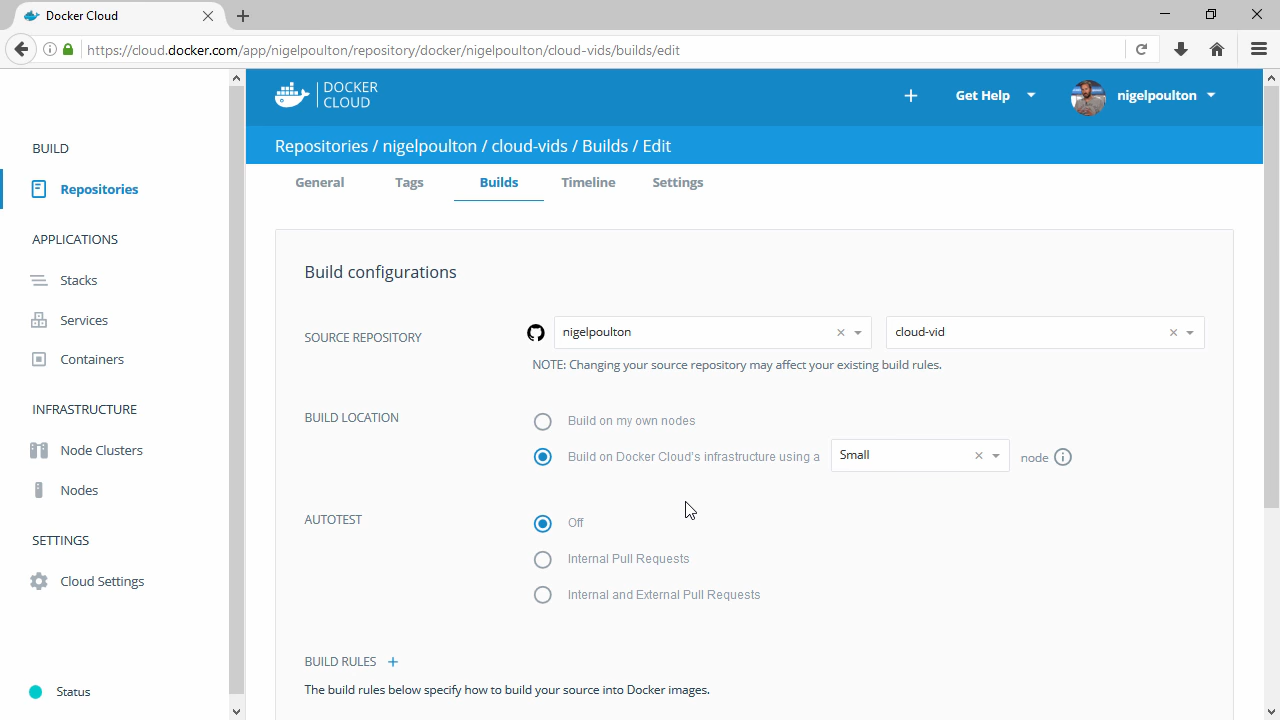 Docker Cloud
https://cloud.docker.com/app/nigelpoulton/repository/docker/nigelpoulton/cloud-vids/builds/edit
DOCKER
CLOUD
Get Help
nigelpoulton
Repositories / nigelpoulton / cloud-vids / Builds / Edit
General Tags Builds Timeline Settings
BUILD
Repositories
APPLICATIONS
Stacks
Services
Containers
INFRASTRUCTURE
Node Clusters
Nodes
SETTINGS
Cloud Settings
Status
Build configurations
SOURCE REPOSITORY nigelpoulton cloud-vid
NOTE: Changing your source repository may affect your existing build rules.
BUILD LOCATION Build on my own nodes
Build on Docker Cloud's infrastructure using a Small node
AUTOTEST Off
Internal Pull Requests
Internal and External Pull Requests
BUILD RULES +
The build rules below specify how to build your source into Docker images.